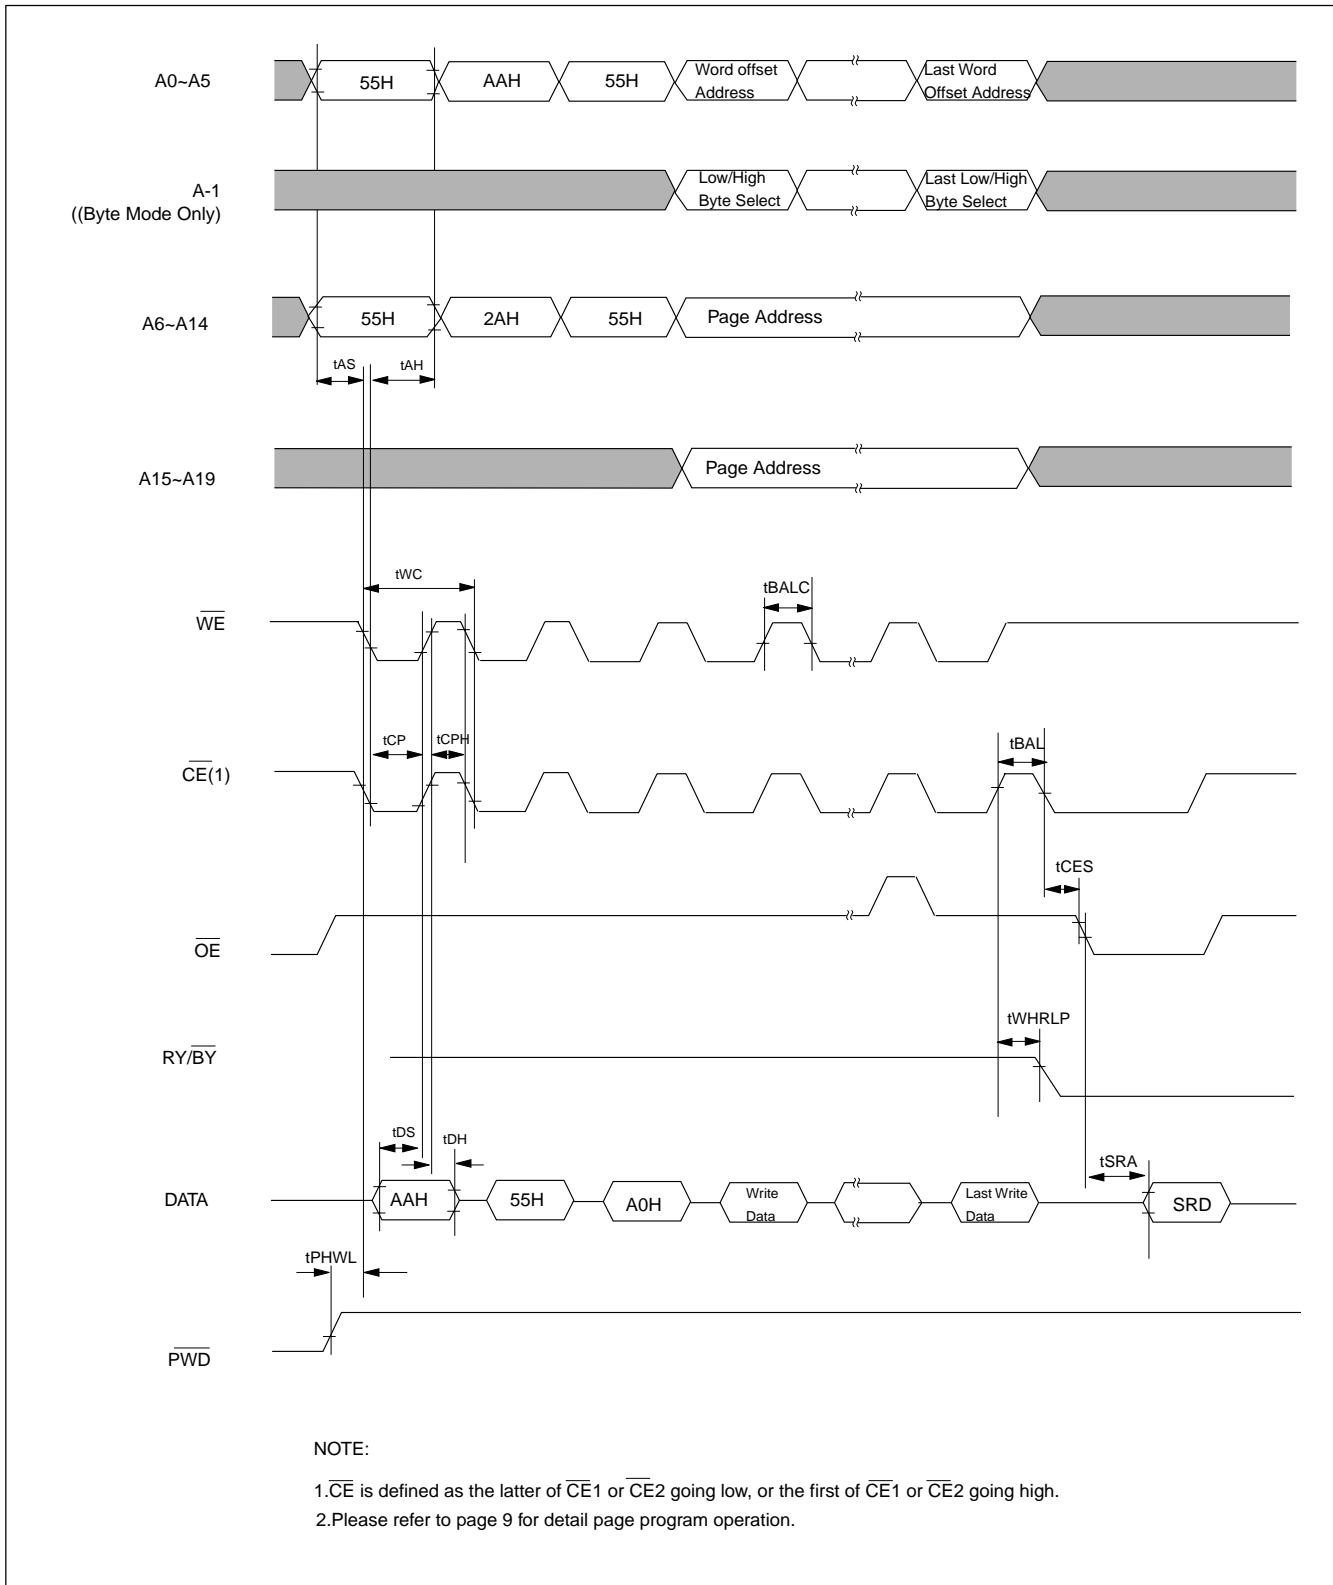 A0~A5
55H
AAH
55H
Word offset
Address
Last Word
Offset Address
A-1
((Byte Mode Only)
Low/High
Byte Select
Last Low/High
Byte Select
A6~A14
55H
2AH
55H
Page Address
tAS
tAH
A15~A19
Page Address
tWC
tBALC
WE
tCP
tCPH
tBAL
CE(1)
tCES
OE
tWHRLP
RY/BY
tDS
tDH
tSRA
DATA
AAH
55H
A0H
Write
Data
Last Write
Data
SRD
tPHWL
PWD
NOTE:
1.CE is defined as the latter of CE1 or CE2 going low, or the first of CE1 or CE2 going high.
2.Please refer to page 9 for detail page program operation.